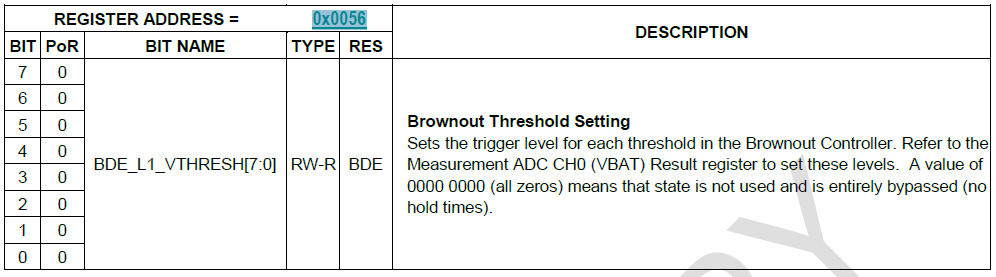 REGISTER ADDRESS = 0x0056 DESCRIPTION
BIT PoR BIT NAME TYPE RES
7 0
6 0
5 0
4 0
3 0
2 0
1 0
0 0
BDE_L1_VTHRESH[7:0] RW-R BDE
Brownout Threshold Setting
Sets the trigger level for each threshold in the Brownout Controller. Refer to the
Measurement ADC CH0 (VBAT) Result register to set these levels.  A value of
0000 0000 (all zeros) means that state is not used and is entirely bypassed (no
hold times).